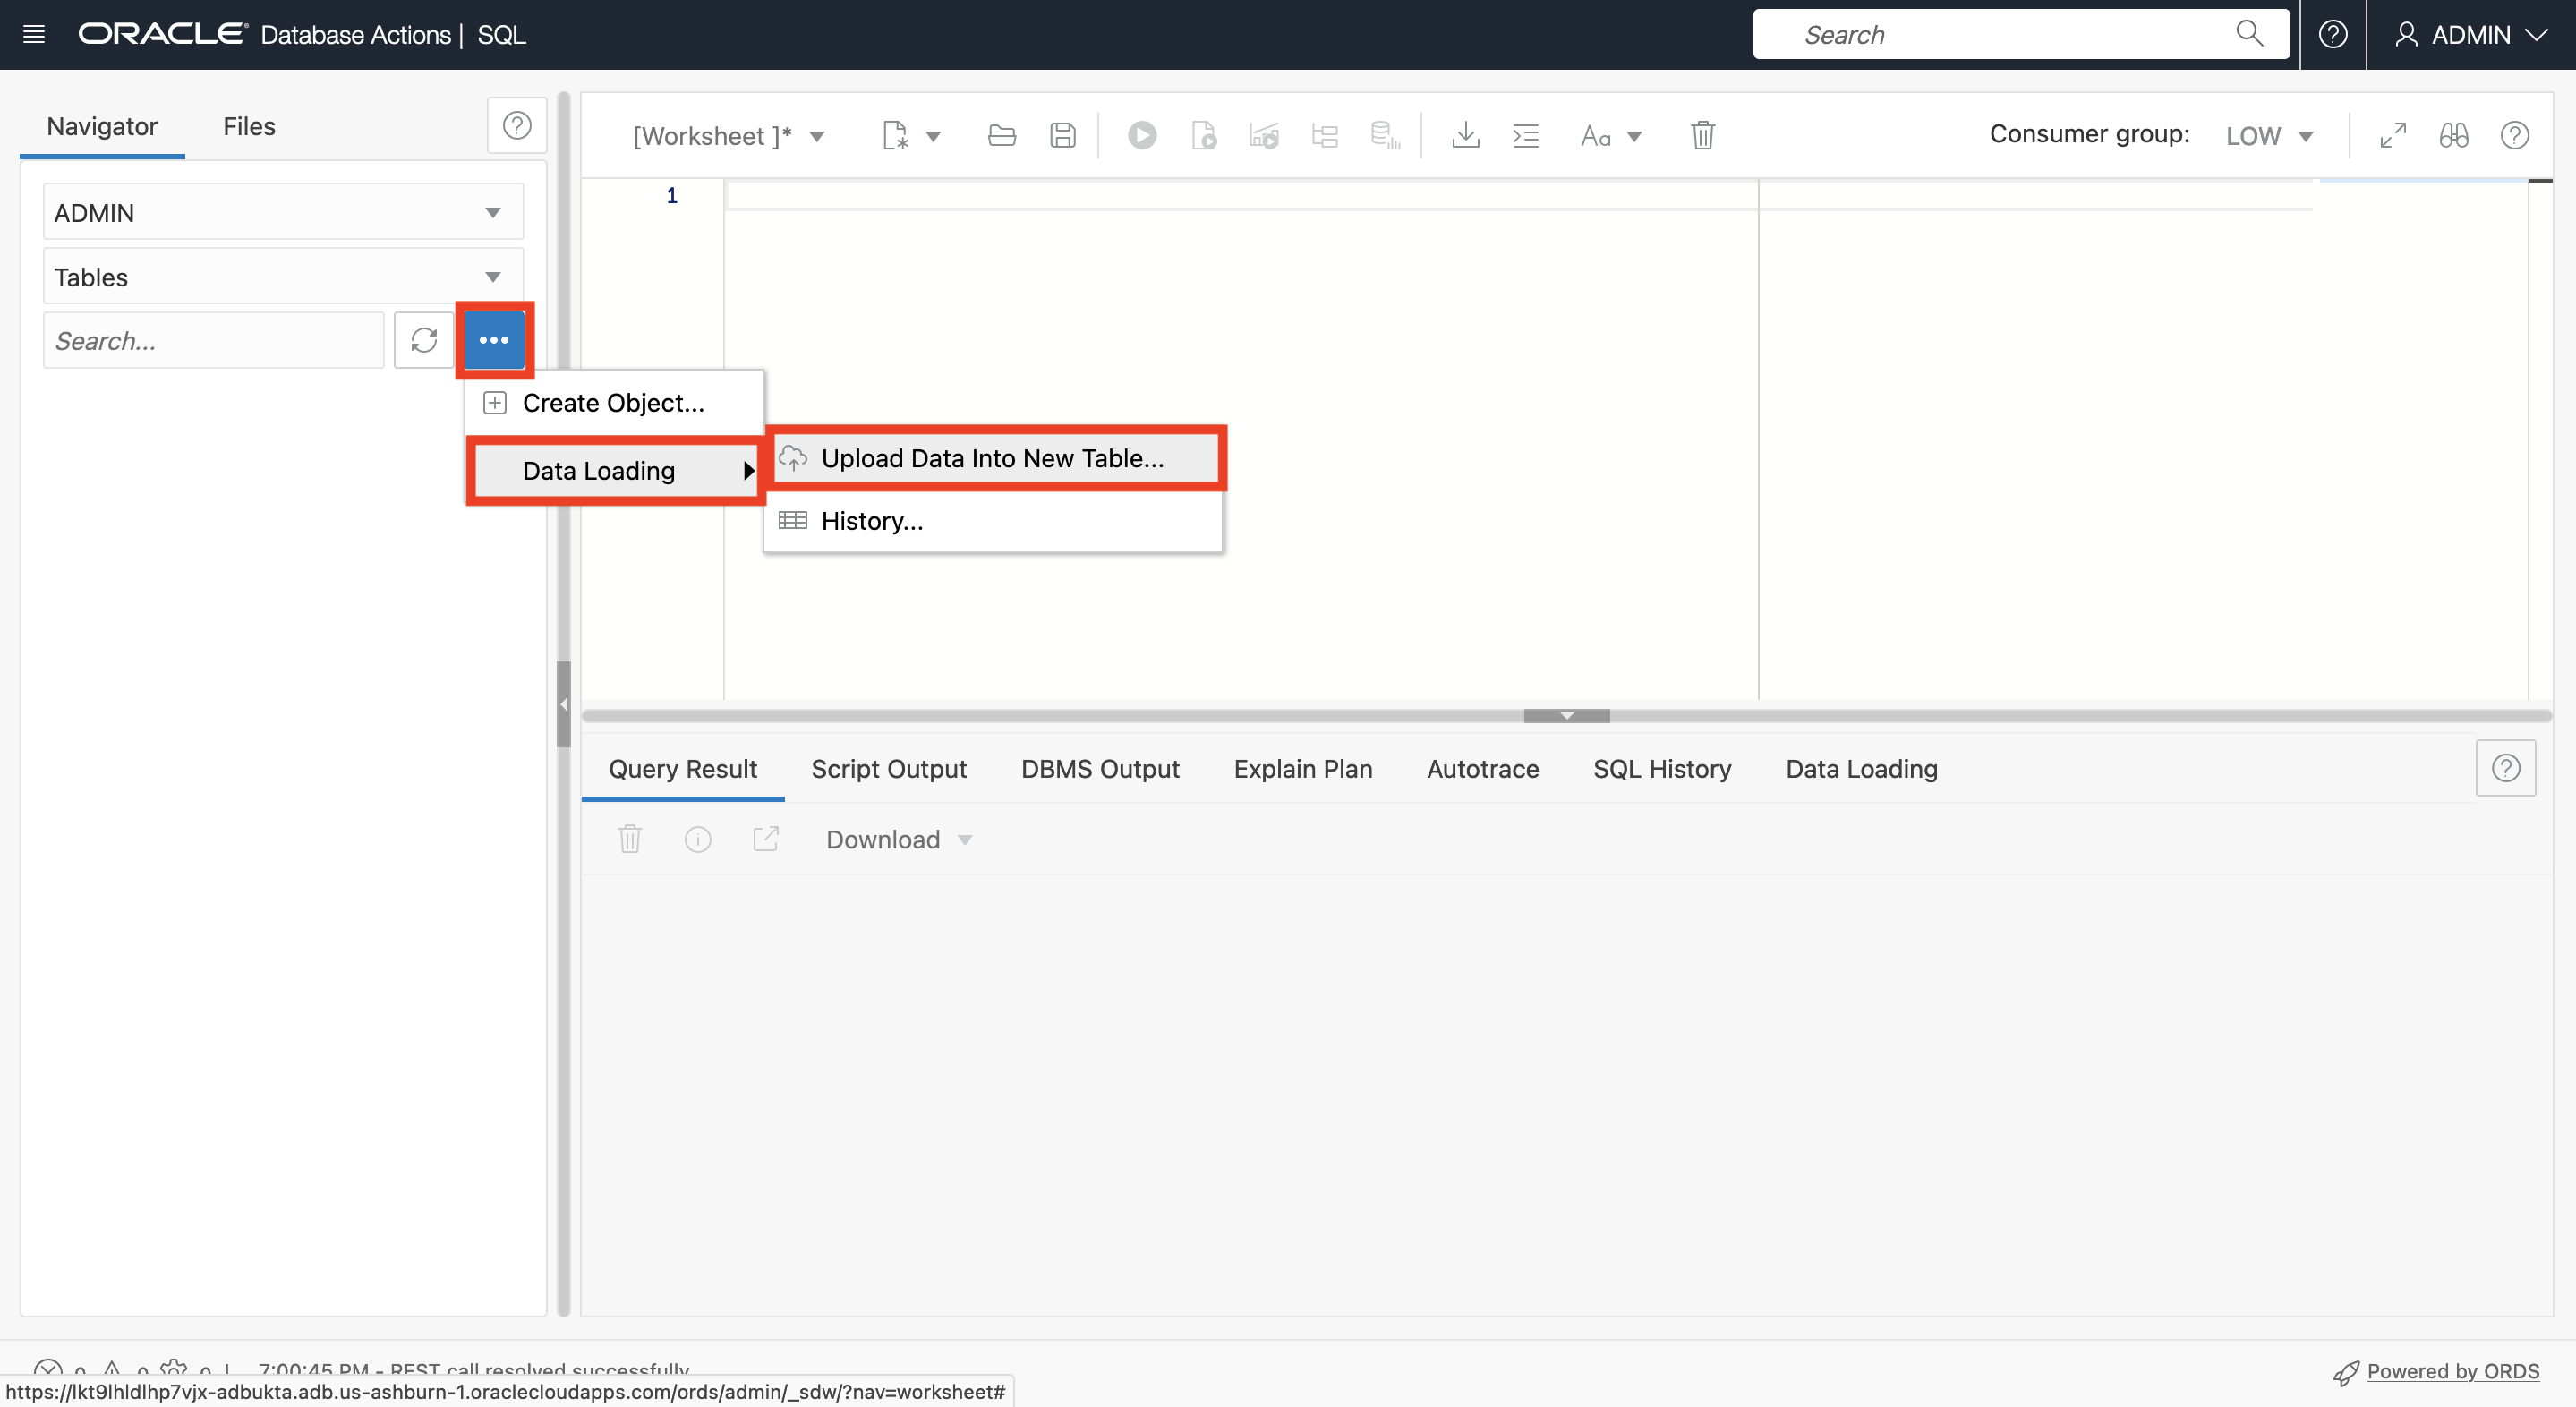 ORACLE Database Actions | SQL
Search
ADMIN
Navigator
Files
ADMIN
Tables
Search...
Create Object...
Data Loading
Upload Data Into New Table...
History...
[Worksheet ]*
Aa
Consumer group:
LOW
1
Query Result
Script Output
DBMS Output
Explain Plan
Autotrace
SQL History
Data Loading
Download
0
0
0 | 7:00:45 PM - REST call resolved successfully
https://lkt9lhldlhp7vjx-adbukta.adb.us-ashburn-1.oraclecloudapps.com/ords/admin/_sdw/?nav=worksheet#
Powered by ORDS